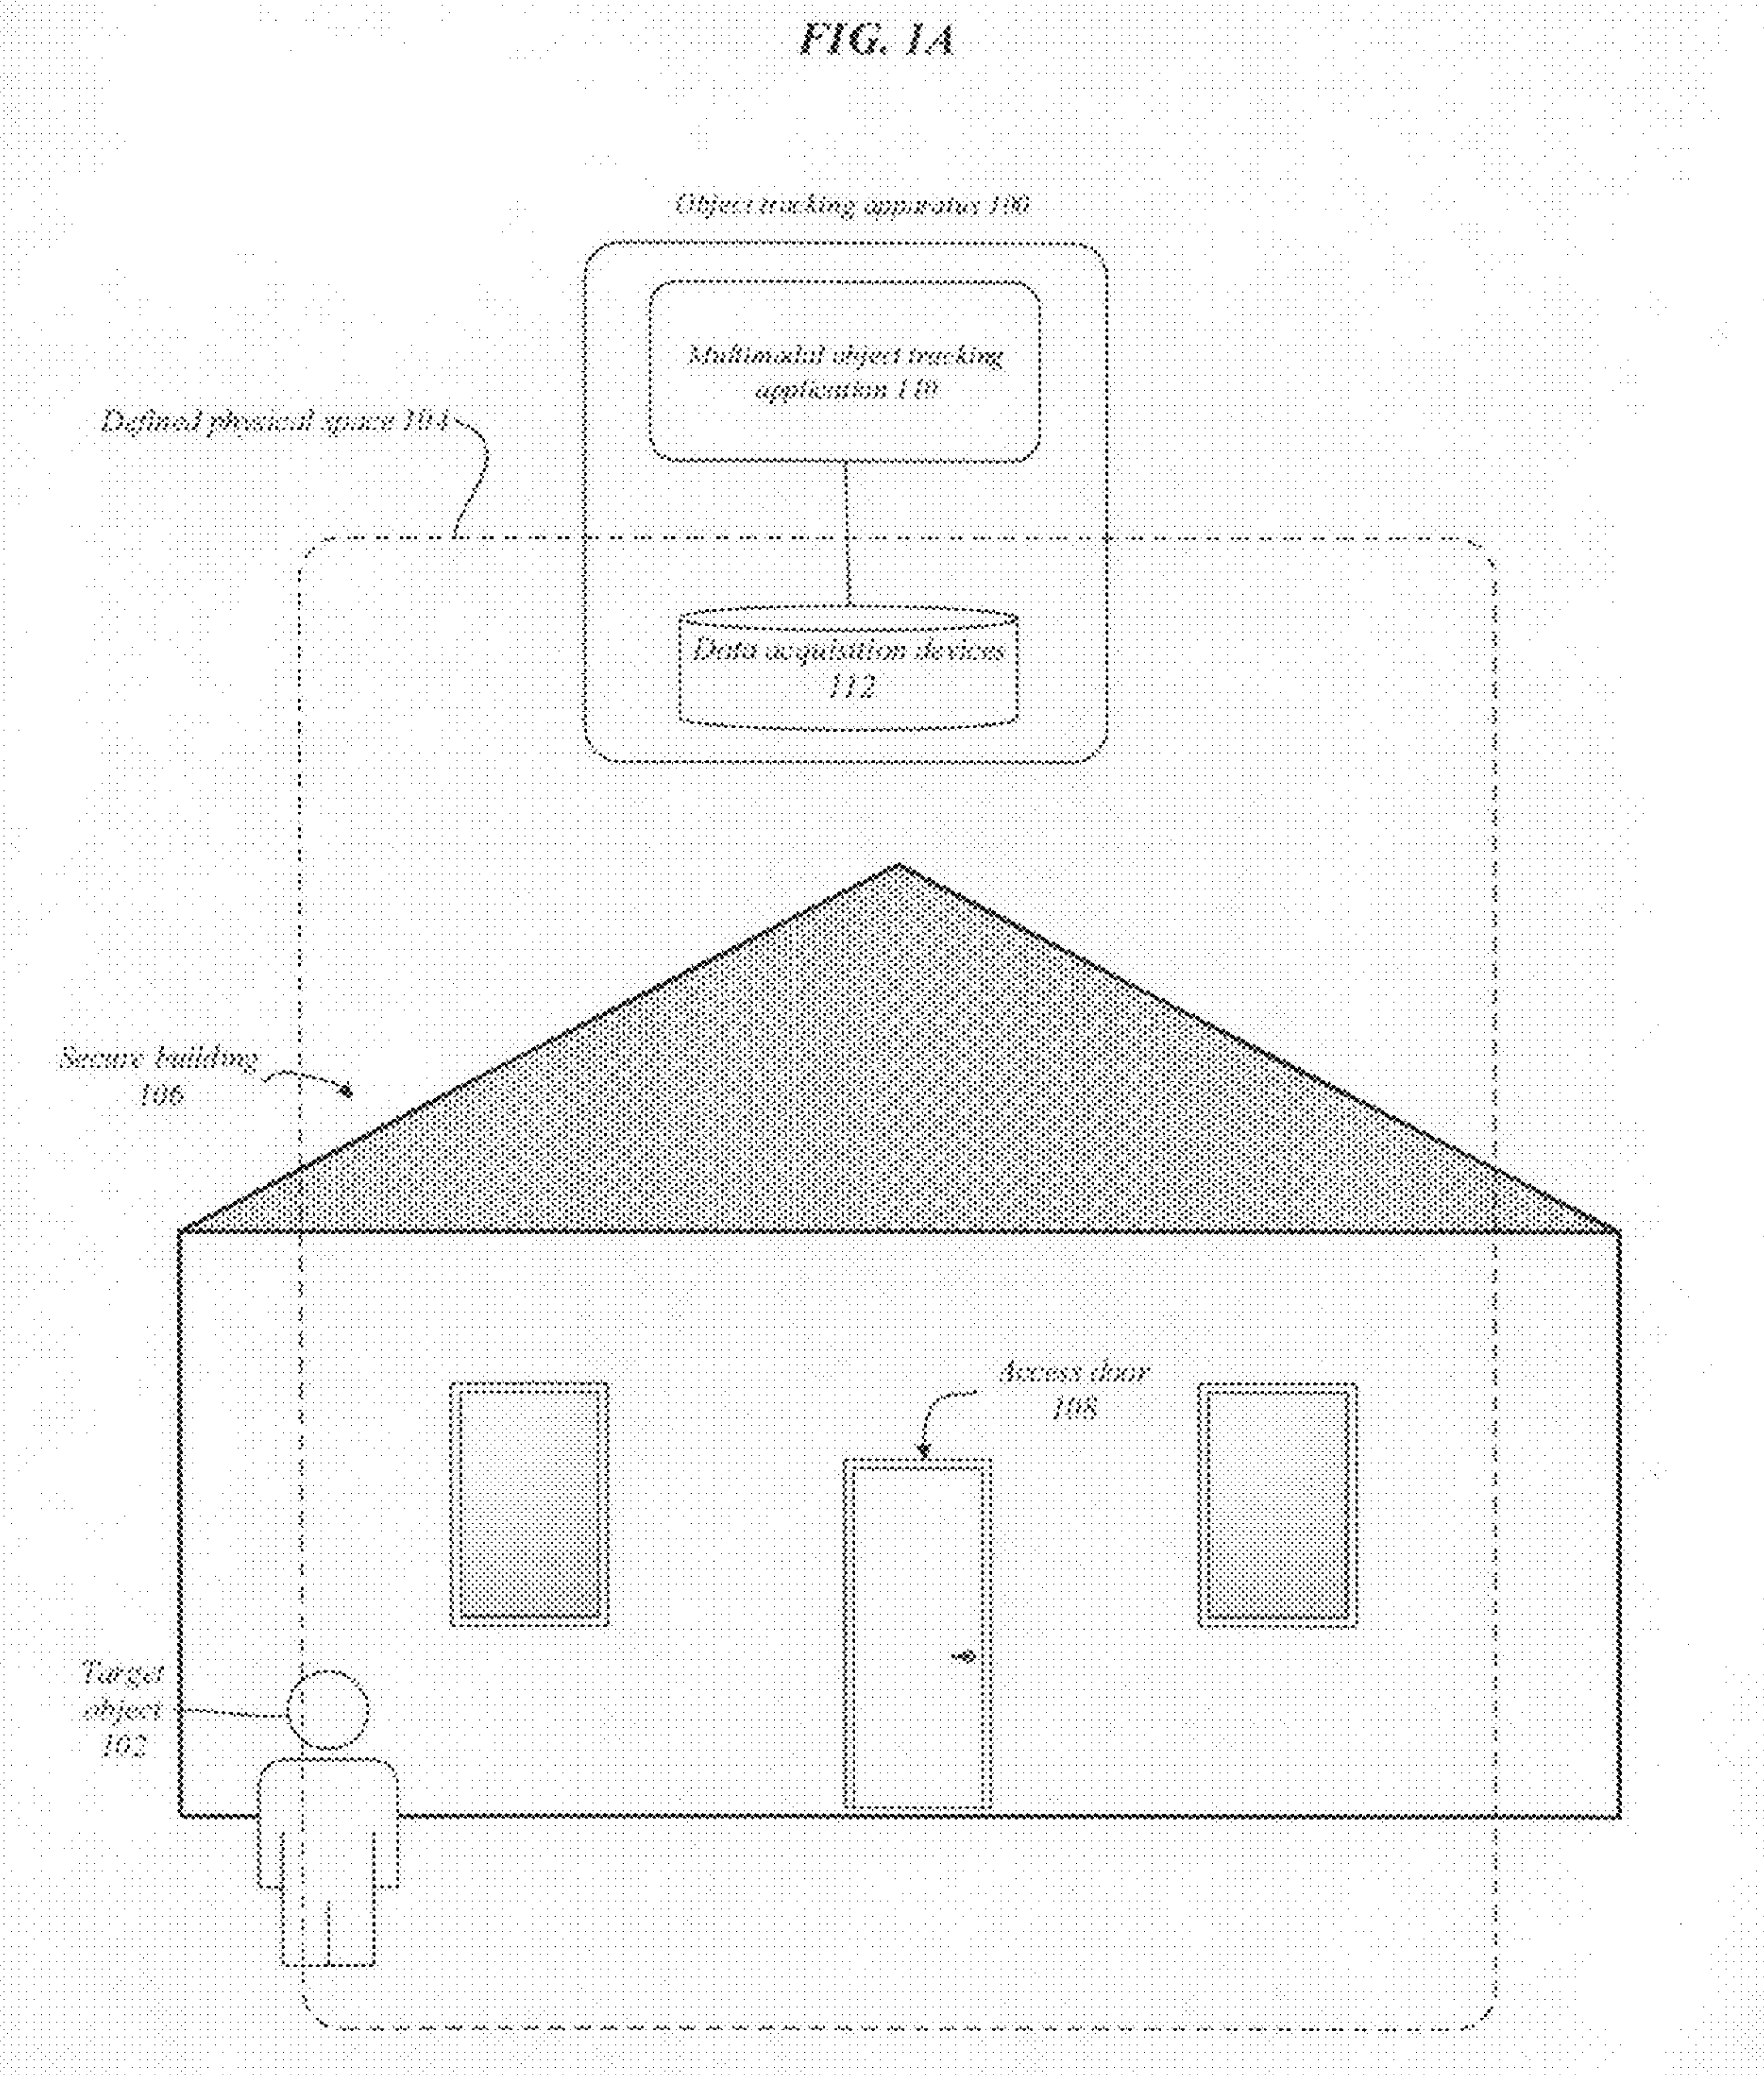 FIG. 1A
Object tracking apparatus 100
Multimodal object tracking
application 110
Defined physical space 104
Data acquisition devices
112
Secure building
106
Access door
108
Target
object
102